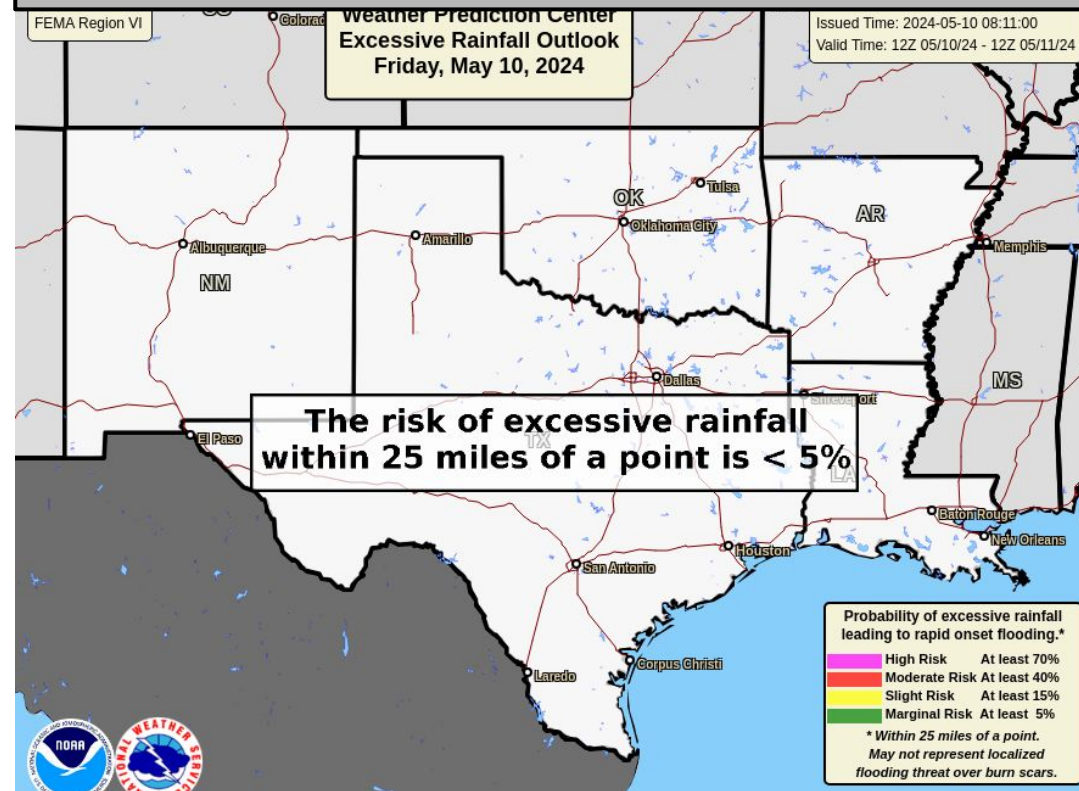 FEMA Region VI
Weather Prediction Center
Excessive Rainfall Outlook
Friday, May 10, 2024
Issued Time: 2024-05-10 08:11:00
Valid Time: 12Z 05/10/24 - 12Z 05/11/24
Tulsa
OK
Oklahoma City
AR
Albuquerque
Amarillo
Memphis
NM
Dallas
MS
Shreveport
The risk of excessive rainfall
within 25 miles of a point is < 5%
El Paso
TX
LA
Baton Rouge
New Orleans
Houston
San Antonio
Corpus Christi
Laredo
Probability of excessive rainfall
leading to rapid onset flooding.*
High Risk At least 70%
Moderate Risk At least 40%
Slight Risk At least 15%
Marginal Risk At least 5%
* Within 25 miles of a point.
May not represent localized
flooding threat over burn scars.
NOAA